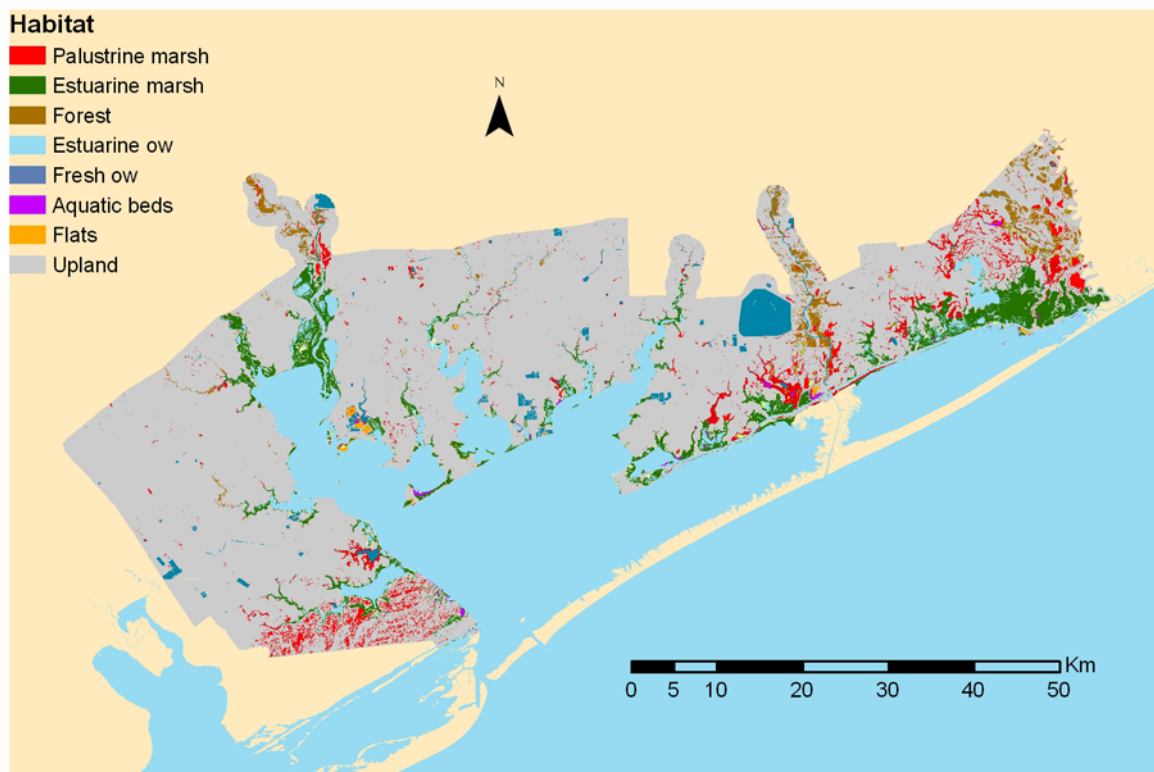 Habitat
Palustrine marsh
Estuarine marsh
Forest
Estuarine ow
Fresh ow
Aquatic beds
Flats
Upland
N
Km
0 5 10 20 30 40 50